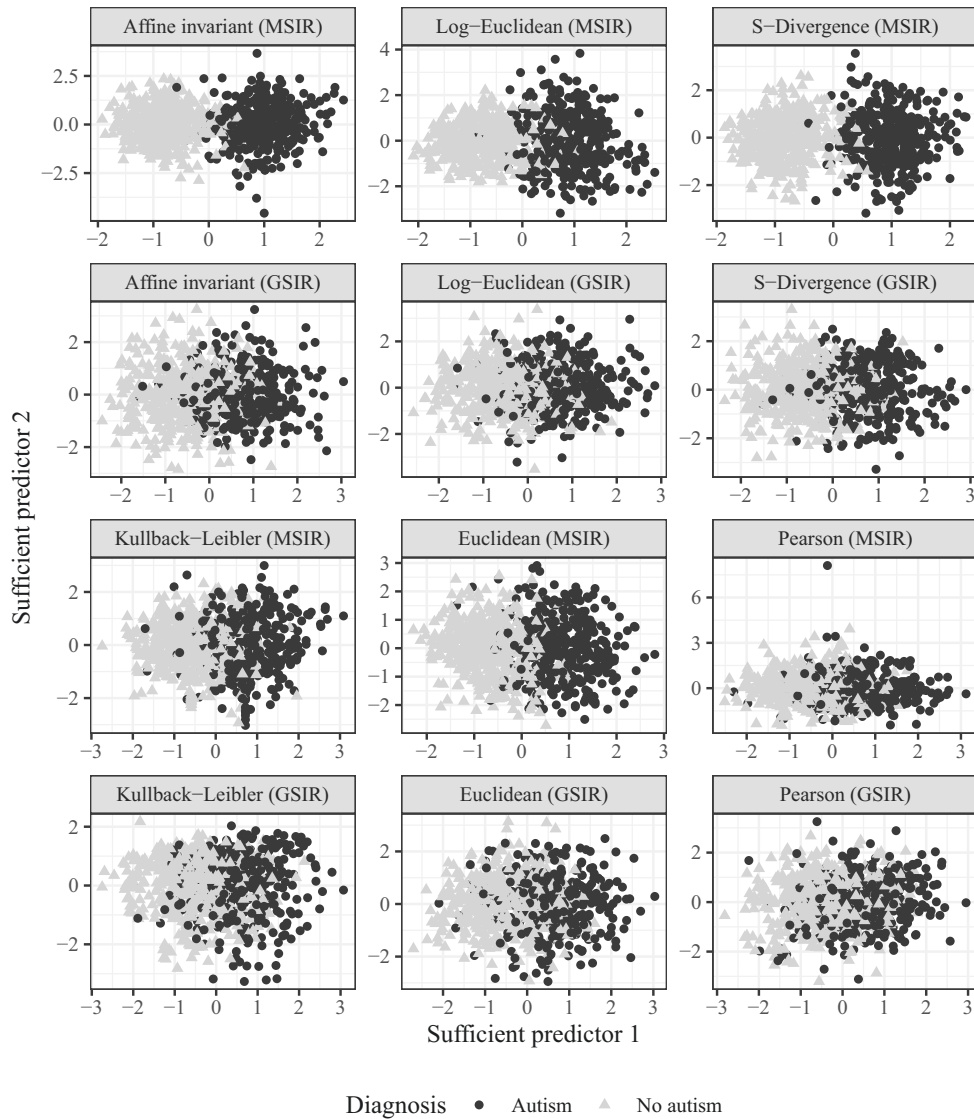 Affine invariant (MSIR) Log−Euclidean (MSIR) S−Divergence (MSIR)
2.5 0.0 −2.5
4 2 0 −2
2 0 −2
−2 −1 0 1 2
−2 −1 0 1 2
−2 −1 0 1 2
Affine invariant (GSIR) Log−Euclidean (GSIR) S−Divergence (GSIR)
2 0 −2
2 0 −2
2 0 −2
−2 −1 0 1 2 3
−2 −1 0 1 2 3
−2 −1 0 1 2 3
Sufficient predictor 2
Kullback−Leibler (MSIR) Euclidean (MSIR) Pearson (MSIR)
2 0 −2
3 2 1 0 −1 −2
6 3 0
−3 −2 −1 0 1 2 3
−2 −1 0 1 2 3
−2 −1 0 1 2 3
Kullback−Leibler (GSIR) Euclidean (GSIR) Pearson (GSIR)
2 0 −2
2 0 −2
2 0 −2
−3 −2 −1 0 1 2 3
−2 −1 0 1 2 3
−3 −2 −1 0 1 2 3
Sufficient predictor 1
Diagnosis Autism No autism